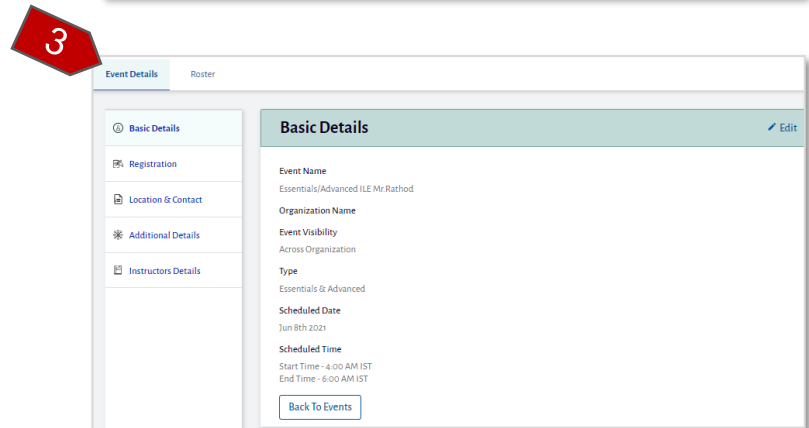 3
Event Details
Roster
Basic Details
Registration
Location & Contact
Additional Details
Instructors Details
Basic Details
Edit
Event Name
Essentials/Advanced ILE Mr.Rathod
Organization Name
Event Visibility
Across Organization
Type
Essentials & Advanced
Scheduled Date
Jun 8th 2021
Scheduled Time
Start Time - 4:00 AM IST
End Time - 6:00 AM IST
Back To Events